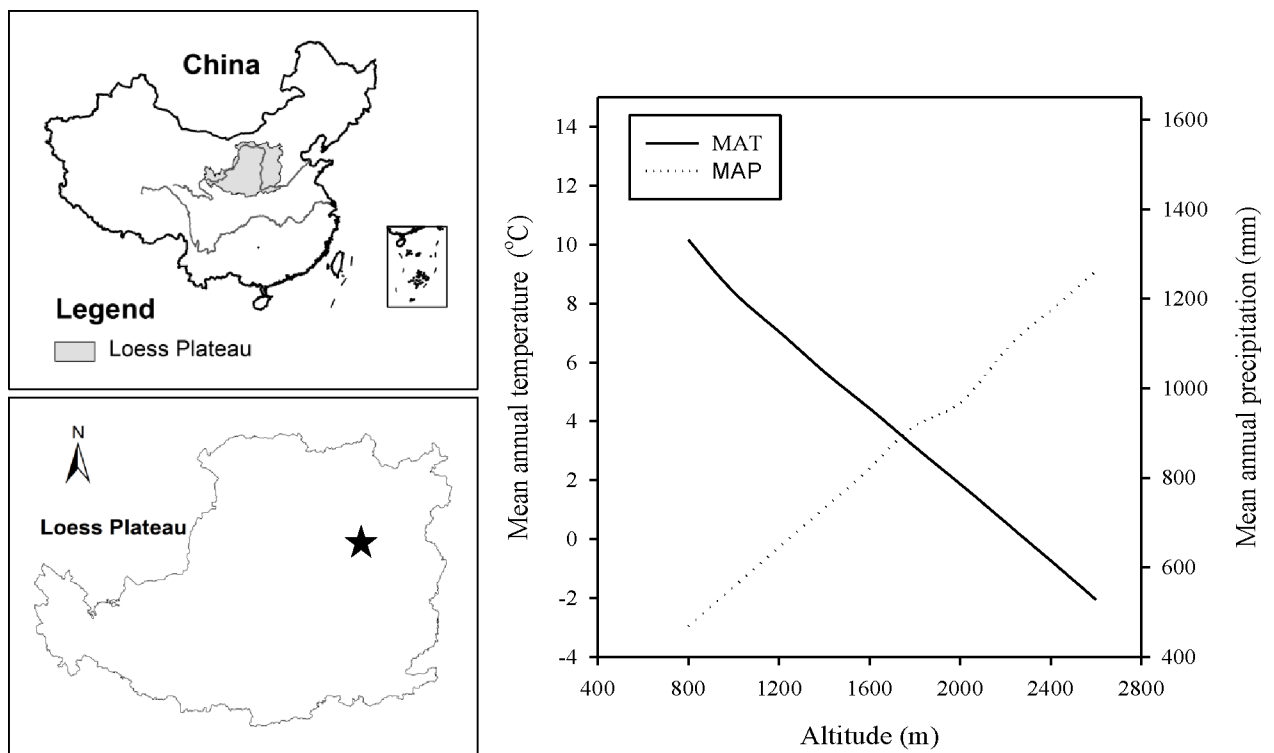 China
Legend
Loess Plateau
N
Loess Plateau
MAT
MAP
Mean annual temperature (°C)
14
12
10
8
6
4
2
0
-2
-4
Mean annual precipitation (mm)
1600
1400
1200
1000
800
600
400
400
800
1200
1600
2000
2400
2800
Altitude (m)